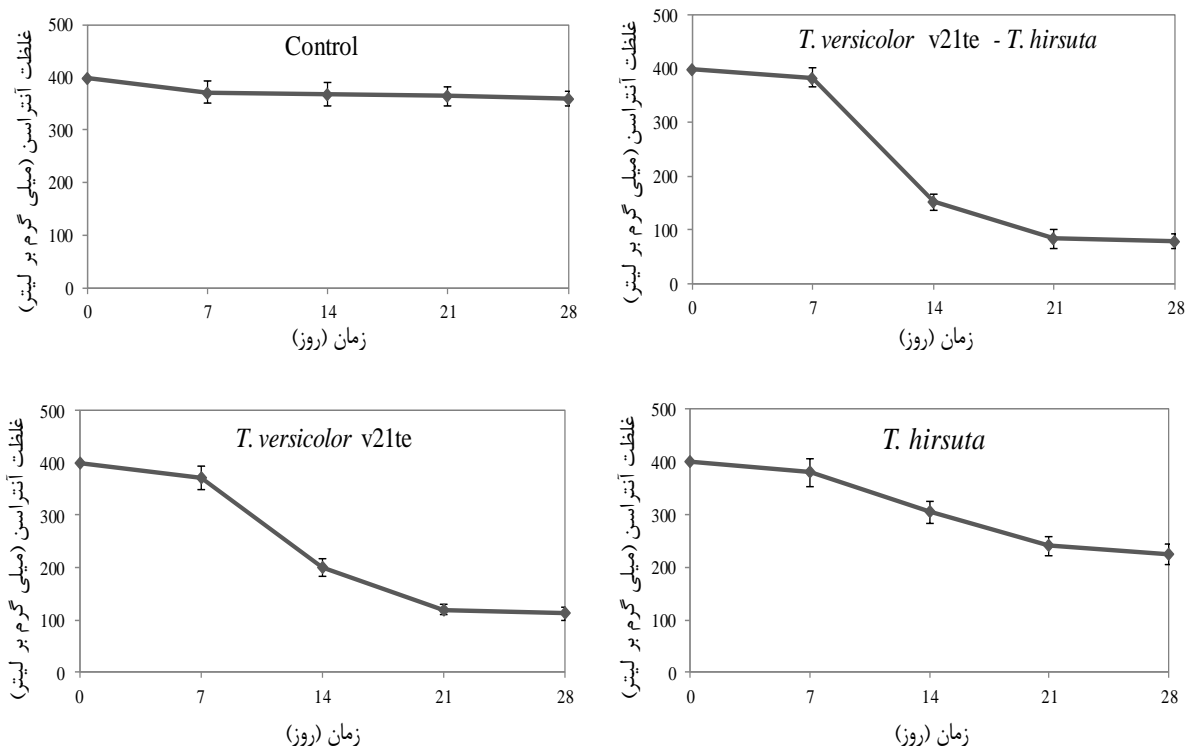 Control
غلظت آنتراسن (میلی گرم بر لیتر)
500
400
300
200
100
0
0 7 14 21 28
زمان (روز)
T. versicolor v21te - T. hirsuta
غلظت آنتراسن (میلی گرم بر لیتر)
500
400
300
200
100
0
0 7 14 21 28
زمان (روز)
T. versicolor v21te
غلظت آنتراسن (میلی گرم بر لیتر)
500
400
300
200
100
0
0 7 14 21 28
زمان (روز)
T. hirsuta
غلظت آنتراسن (میلی گرم بر لیتر)
500
400
300
200
100
0
0 7 14 21 28
زمان (روز)